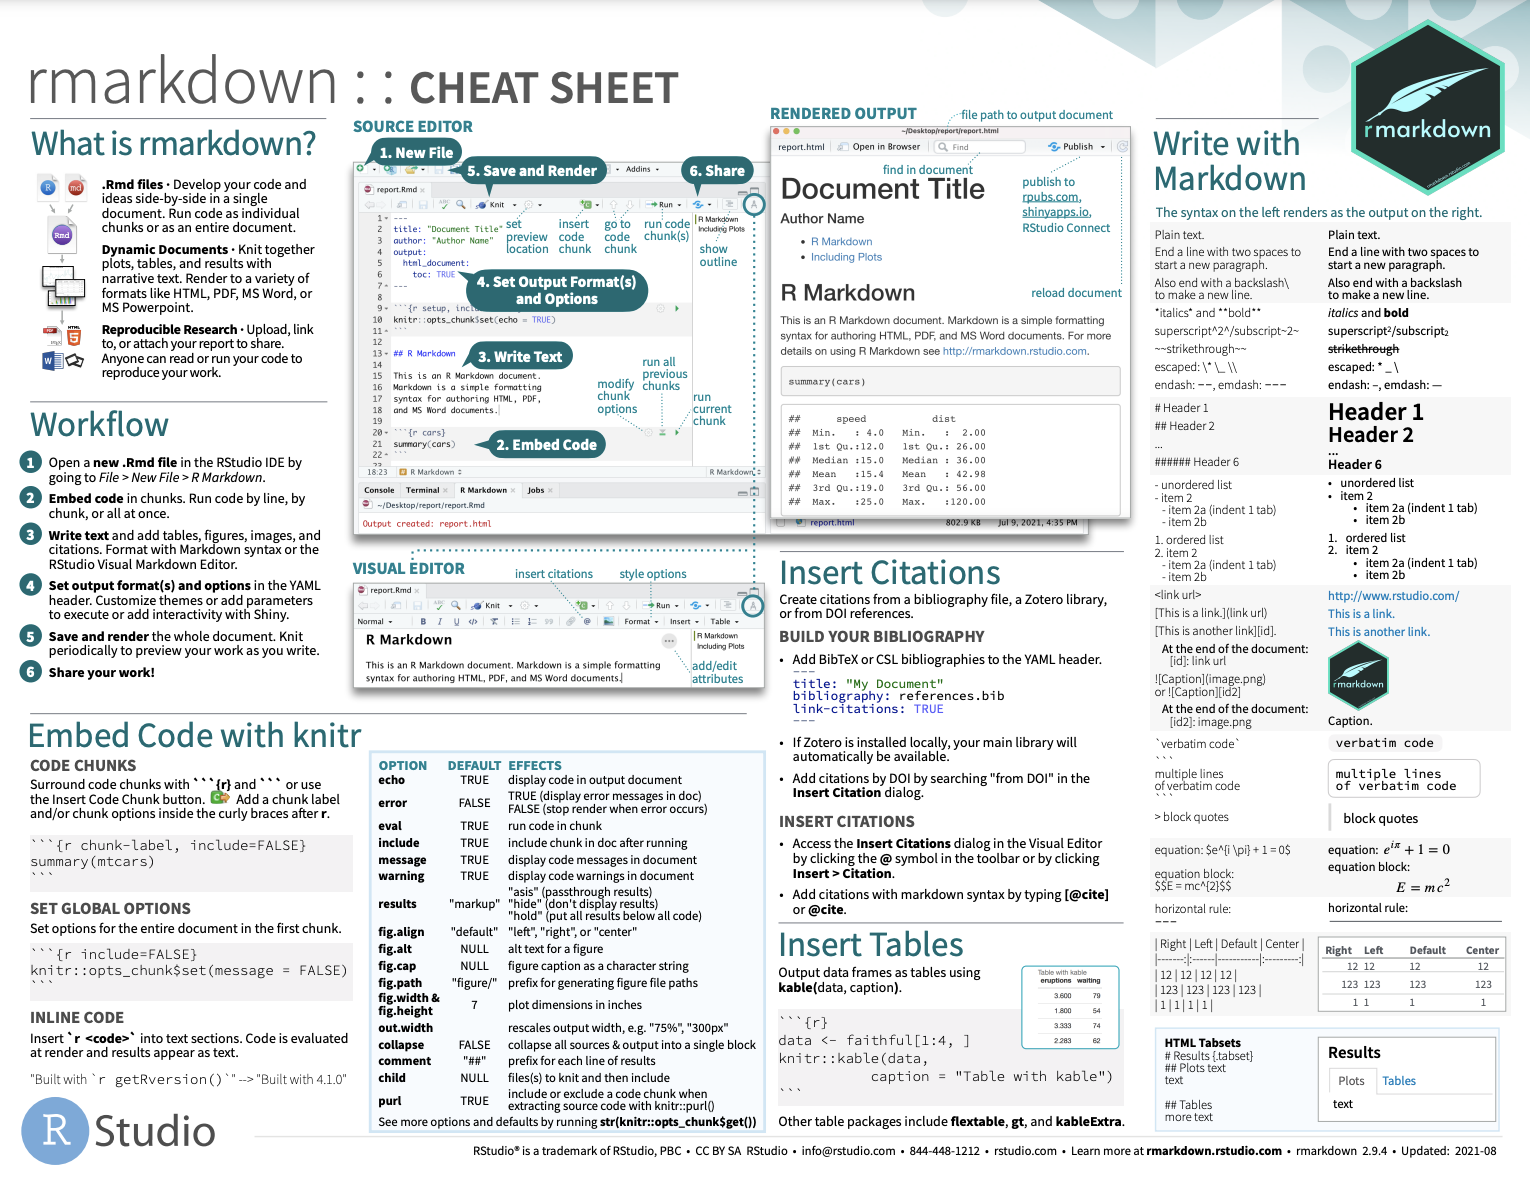 rmarkdown : : CHEAT SHEET
What is rmarkdown?
.Rmd files · Develop your code and
ideas side-by-side in a single
document. Run code as individual
chunks or as an entire document.
Dynamic Documents · Knit together
plots, tables, and results with
narrative text. Render to a variety of
formats like HTML, PDF, MS Word, or
MS Powerpoint.
Reproducible Research · Upload, link
to, or attach your report to share.
Anyone can read or run your code to
reproduce your work.
R
md
Rmd
Workflow
1 Open a new .Rmd file in the RStudio IDE by
going to File > New File > R Markdown.
2 Embed code in chunks. Run code by line, by
chunk, or all at once.
3 Write text and add tables, figures, images, and
citations. Format with Markdown syntax or the
RStudio Visual Markdown Editor.
4 Set output format(s) and options in the YAML
header. Customize themes or add parameters
to execute or add interactivity with Shiny.
5 Save and render the whole document. Knit
periodically to preview your work as you write.
6 Share your work!
SOURCE EDITOR
1. New File
5. Save and Render
6. Share
Addins
report.Rmd
Knit
Run
set
preview
location
insert
code
chunk
go to
code
chunk
run code
chunk(s)
R Markdown
Including Plots
show
outline
1 ---
2 title: "Document Title"
3 author: "Author Name"
4 output:
5 html_document:
6 toc: TRUE
7 ---
8
9 ```{r setup, include
10 knitr::opts_chunk$set(echo = TRUE)
11 ```
12
13 ## R Markdown
14
15 This is an R Markdown document.
16 Markdown is a simple formatting
17 syntax for authoring HTML, PDF,
18 and MS Word documents.
19
20 ```{r cars}
21 summary(cars)
22 ```
23
4. Set Output Format(s)
and Options
3. Write Text
2. Embed Code
modify
chunk
options
run all
previous
chunks
run
current
chunk
18:23 R Markdown
R Markdown
Console Terminal R Markdown Jobs
~/Desktop/report/report.Rmd
Output created: report.html
report.html 802.9 KB Jul 9, 2021, 4:35 PM
RENDERED OUTPUT
file path to output document
~/Desktop/report/report.html
report.html Open in Browser Find Publish
find in document
publish to
rpubs.com,
shinyapps.io,
RStudio Connect
reload document
Document Title
Author Name
• R Markdown
• Including Plots
R Markdown
This is an R Markdown document. Markdown is a simple formatting
syntax for authoring HTML, PDF, and MS Word documents. For more
details on using R Markdown see http://rmarkdown.rstudio.com.
summary(cars)
## speed dist
## Min. : 4.0 Min. : 2.00
## 1st Qu.:12.0 1st Qu.: 26.00
## Median :15.0 Median : 36.00
## Mean :15.4 Mean : 42.98
## 3rd Qu.:19.0 3rd Qu.: 56.00
## Max. :25.0 Max. :120.00
VISUAL EDITOR
insert citations
style options
report.Rmd
Knit
Run
Normal B I U </> @ Format Insert Table
R Markdown
This is an R Markdown document. Markdown is a simple formatting
syntax for authoring HTML, PDF, and MS Word documents.
R Markdown
Including Plots
add/edit
attributes
Embed Code with knitr
CODE CHUNKS
Surround code chunks with ```{r} and ``` or use
the Insert Code Chunk button. Add a chunk label
and/or chunk options inside the curly braces after r.
```{r chunk-label, include=FALSE}
summary(mtcars)
```
SET GLOBAL OPTIONS
Set options for the entire document in the first chunk.
```{r include=FALSE}
knitr::opts_chunk$set(message = FALSE)
```
INLINE CODE
Insert `r <code>` into text sections. Code is evaluated
at render and results appear as text.
"Built with `r getRversion()`" --> "Built with 4.1.0"
OPTION DEFAULT EFFECTS
echo TRUE display code in output document
error FALSE TRUE (display error messages in doc)
FALSE (stop render when error occurs)
eval TRUE run code in chunk
include TRUE include chunk in doc after running
message TRUE display code messages in document
warning TRUE display code warnings in document
results "markup" "asis" (passthrough results)
"hide" (don't display results)
"hold" (put all results below all code)
fig.align "default" "left", "right", or "center"
fig.alt NULL alt text for a figure
fig.cap NULL figure caption as a character string
fig.path "figure/" prefix for generating figure file paths
fig.width &
fig.height 7 plot dimensions in inches
out.width rescales output width, e.g. "75%", "300px"
collapse FALSE collapse all sources & output into a single block
comment "##" prefix for each line of results
child NULL files(s) to knit and then include
purl TRUE include or exclude a code chunk when
extracting source code with knitr::purl()
See more options and defaults by running str(knitr::opts_chunk$get())
Insert Citations
Create citations from a bibliography file, a Zotero library,
or from DOI references.
BUILD YOUR BIBLIOGRAPHY
• Add BibTeX or CSL bibliographies to the YAML header.
---
title: "My Document"
bibliography: references.bib
link-citations: TRUE
---
• If Zotero is installed locally, your main library will
automatically be available.
• Add citations by DOI by searching "from DOI" in the
Insert Citation dialog.
INSERT CITATIONS
• Access the Insert Citations dialog in the Visual Editor
by clicking the @ symbol in the toolbar or by clicking
Insert > Citation.
• Add citations with markdown syntax by typing [@cite]
or @cite.
Insert Tables
Output data frames as tables using
kable(data, caption).
Table with kable
eruptions waiting
3.600 79
1.800 54
3.333 74
2.283 62
```{r}
data <- faithful[1:4, ]
knitr::kable(data,
caption = "Table with kable")
```
Other table packages include flextable, gt, and kableExtra.
rmarkdown
Write with
Markdown
The syntax on the left renders as the output on the right.
Plain text. Plain text.
End a line with two spaces to End a line with two spaces to
start a new paragraph. start a new paragraph.
Also end with a backslash\ Also end with a backslash
to make a new line. to make a new line.
*italics* and **bold** italics and bold
superscript^2^/subscript~2~ superscript²/subscript₂
~~strikethrough~~ strikethrough
escaped: \* \_ \\ escaped: * _ \
endash: --, emdash: --- endash: –, emdash: —
# Header 1 Header 1
## Header 2 Header 2
... ...
###### Header 6 Header 6
- unordered list • unordered list
- item 2 • item 2
- item 2a (indent 1 tab) • item 2a (indent 1 tab)
- item 2b • item 2b
1. ordered list 1. ordered list
2. item 2 2. item 2
- item 2a (indent 1 tab) • item 2a (indent 1 tab)
- item 2b • item 2b
<link url> http://www.rstudio.com/
[This is a link.](link url) This is a link.
[This is another link][id]. This is another link.
At the end of the document:
[id]: link url
![Caption](image.png)
or ![Caption][id2]
rmarkdown
At the end of the document:
[id2]: image.png
Caption.
`verbatim code` verbatim code
```
multiple lines multiple lines
of verbatim code of verbatim code
```
> block quotes block quotes
equation: $e^{i \pi} + 1 = 0$ equation: e^{iπ} + 1 = 0
equation block: equation block:
$$E = mc^{2}$$ E = mc²
horizontal rule: horizontal rule:
---
| Right | Left | Default | Center |
|-------:|:------|-----------|:---------:|
| 12 | 12 | 12 | 12 |
| 123 | 123 | 123 | 123 |
| 1 | 1 | 1 | 1 |
Right Left Default Center
12 12 12 12
123 123 123 123
1 1 1 1
HTML Tabsets
# Results {.tabset}
## Plots text
text
## Tables
more text
Results
Plots Tables
text
R Studio
RStudio® is a trademark of RStudio, PBC • CC BY SA RStudio • info@rstudio.com • 844-448-1212 • rstudio.com • Learn more at rmarkdown.rstudio.com • rmarkdown 2.9.4 • Updated: 2021-08